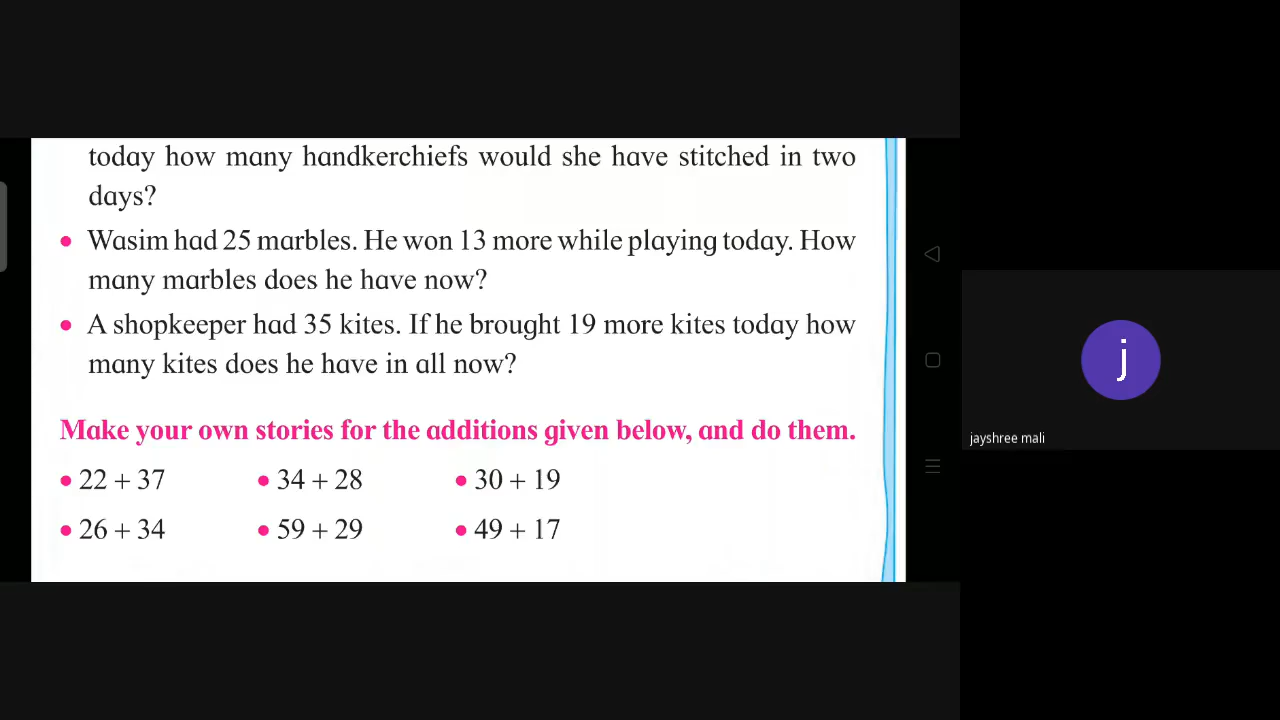 today how many handkerchiefs would she have stitched in two
days?
• Wasim had 25 marbles. He won 13 more while playing today. How
many marbles does he have now?
• A shopkeeper had 35 kites. If he brought 19 more kites today how
many kites does he have in all now?
Make your own stories for the additions given below, and do them.
• 22 + 37 • 34 + 28 • 30 + 19
• 26 + 34 • 59 + 29 • 49 + 17
j
jayshree mali